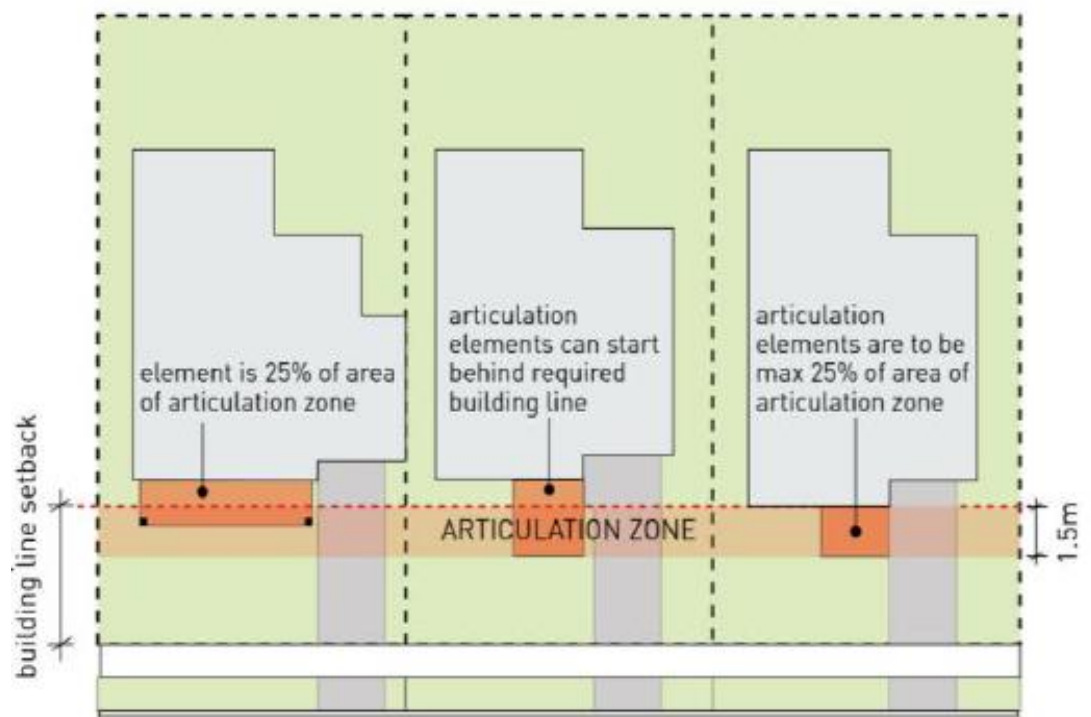 element is 25% of area
of articulation zone
articulation
elements can start
behind required
building line
articulation
elements are to be
max 25% of area of
articulation zone
building line setback
ARTICULATION ZONE
1.5m